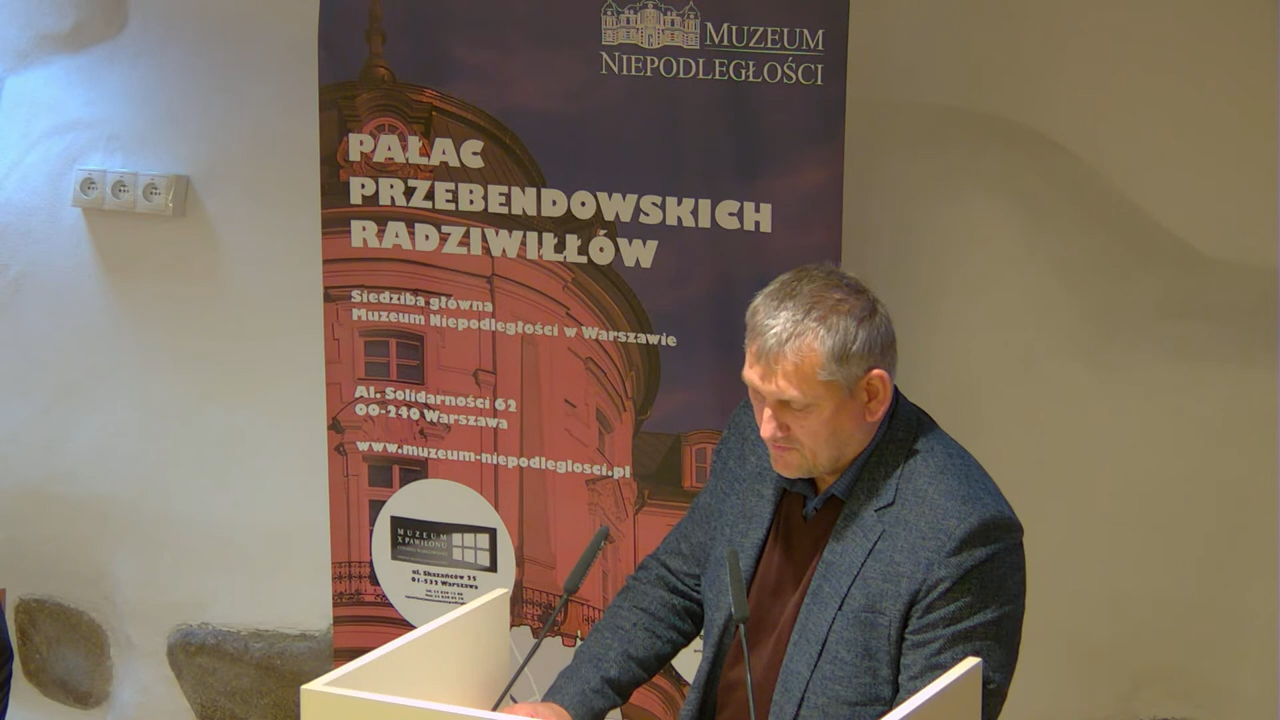 MUZEUM
NIEPODLEGŁOŚCI
PAŁAC
PRZEBENDOWSKICH
RADZIWIŁŁÓW
Siedziba główna
Muzeum Niepodległości w Warszawie
Al. Solidarności 62
00-240 Warszawa
www.muzeum-niepodleglosci.pl
MUZEUM
X PAWILONU
ul. Skazańców 25
01-532 Warszawa